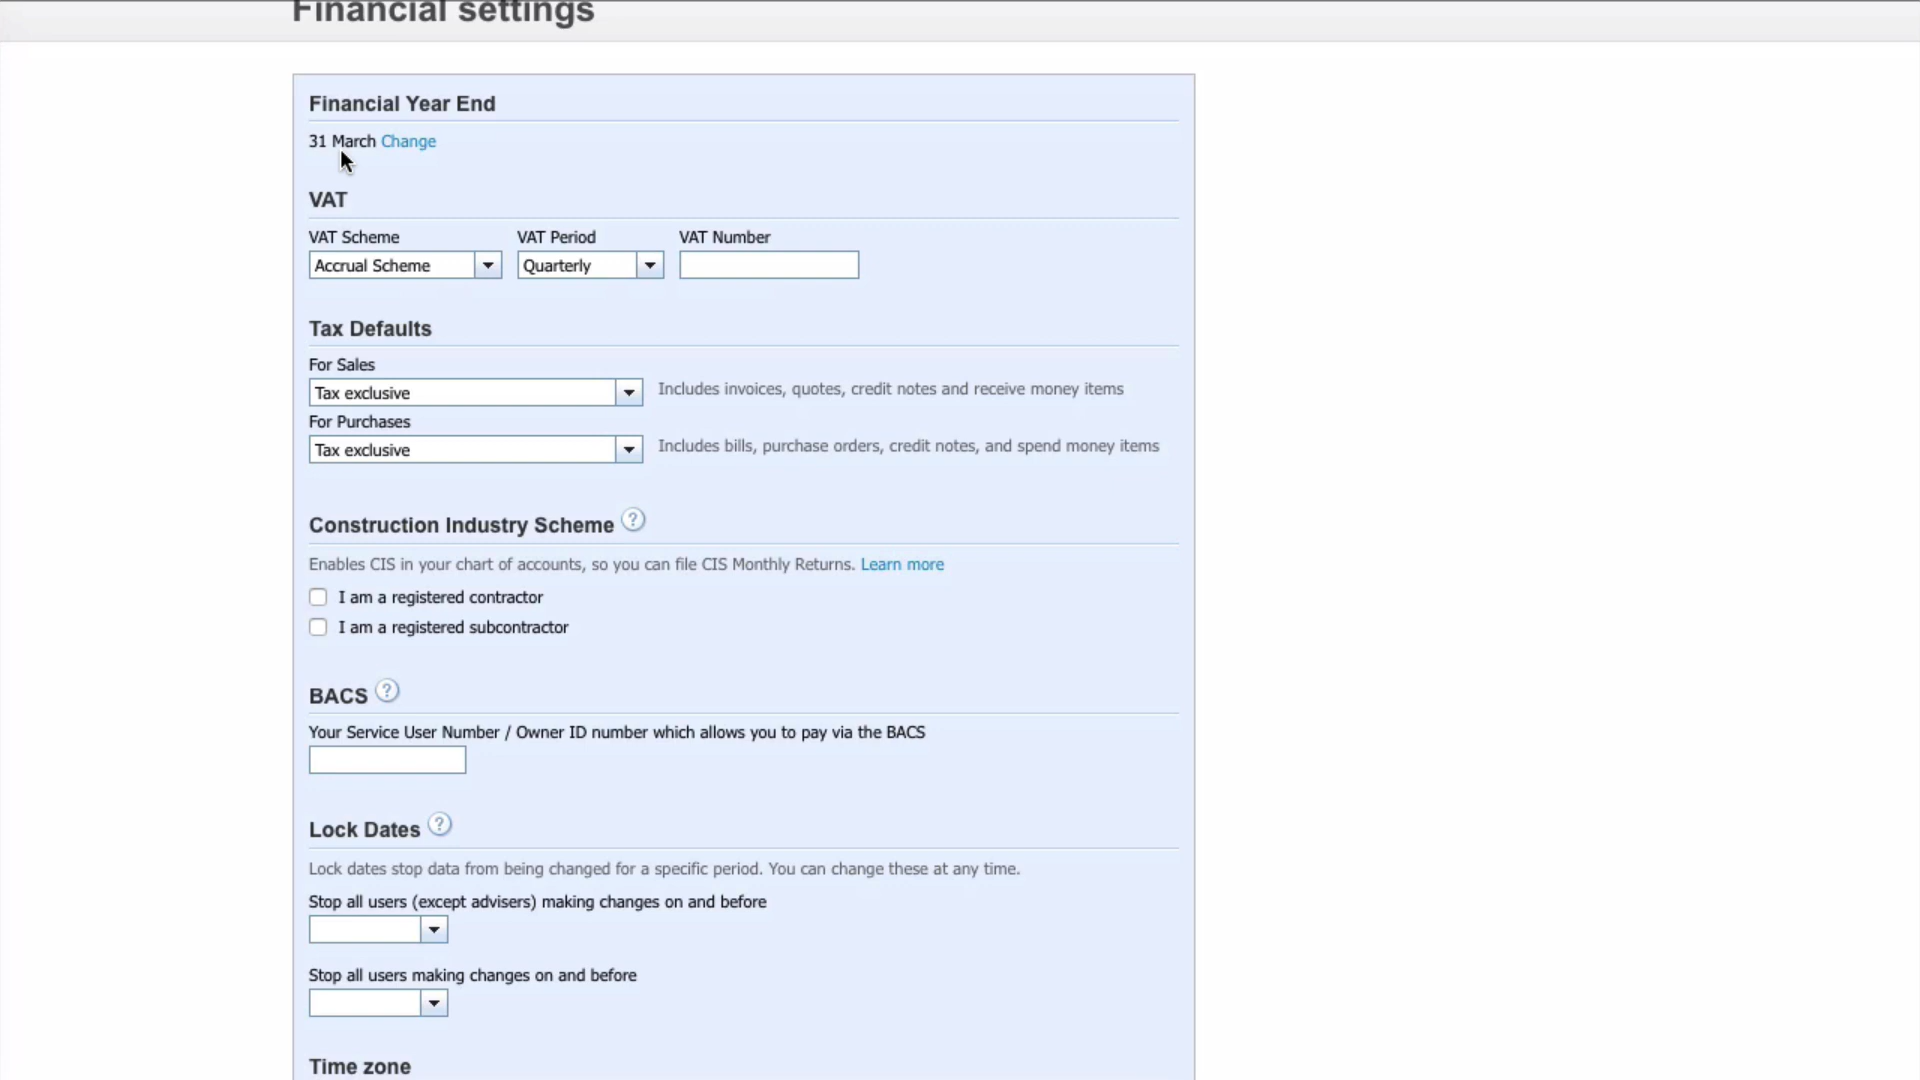 Financial settings
Financial Year End
31 March Change
VAT
VAT Scheme VAT Period VAT Number
Accrual Scheme Quarterly
Tax Defaults
For Sales
Tax exclusive Includes invoices, quotes, credit notes and receive money items
For Purchases
Tax exclusive Includes bills, purchase orders, credit notes, and spend money items
Construction Industry Scheme ?
Enables CIS in your chart of accounts, so you can file CIS Monthly Returns. Learn more
I am a registered contractor
I am a registered subcontractor
BACS ?
Your Service User Number / Owner ID number which allows you to pay via the BACS
Lock Dates ?
Lock dates stop data from being changed for a specific period. You can change these at any time.
Stop all users (except advisers) making changes on and before
Stop all users making changes on and before
Time zone